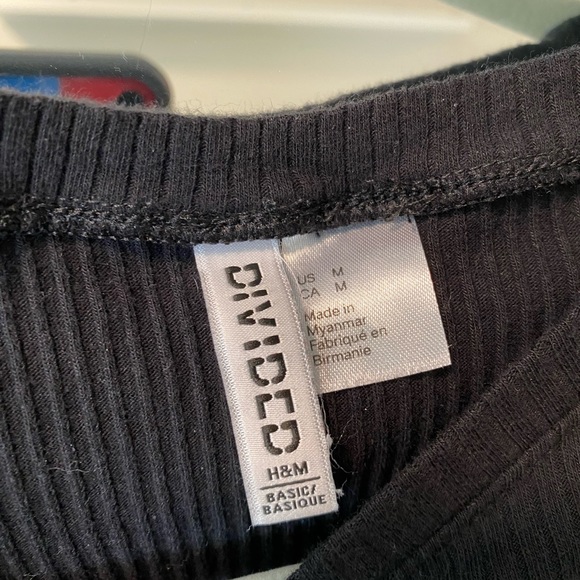 DIVIDED
H&M
BASIC/
BASIQUE
US M
CA M
Made in
Myanmar
Fabriqué en
Birmanie